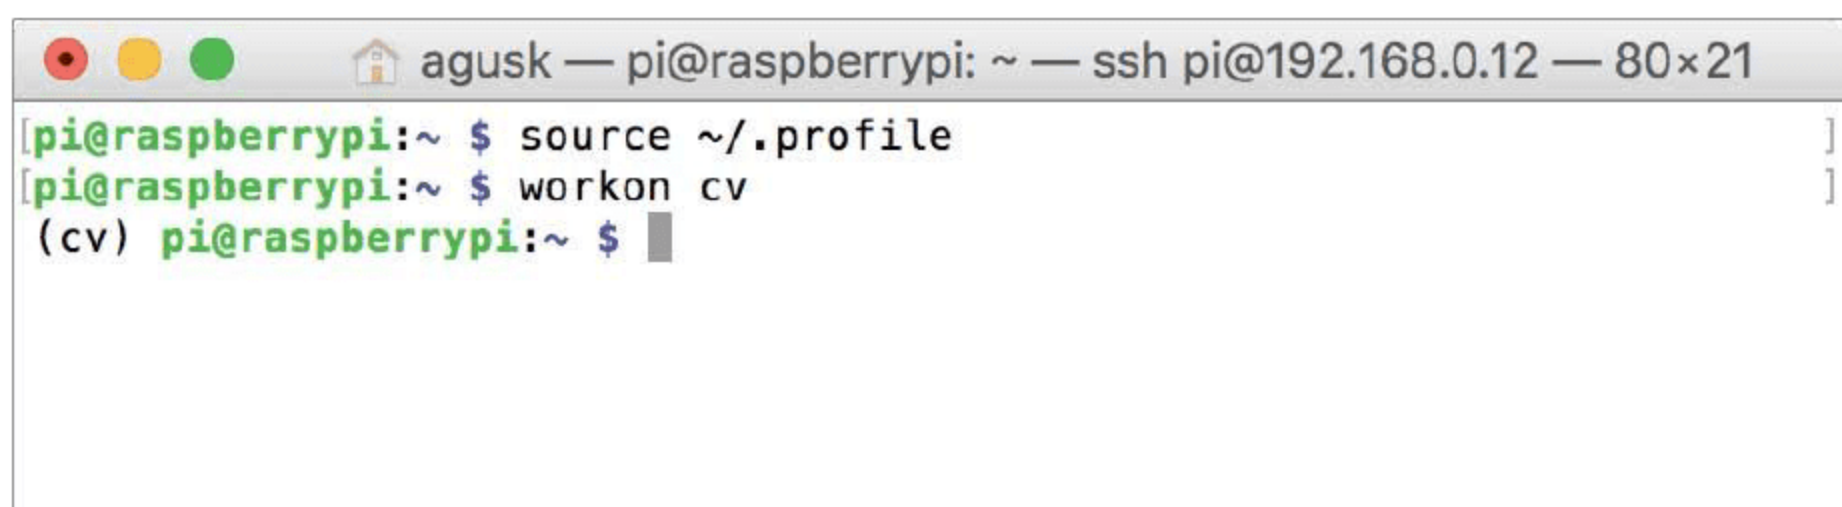 agusk — pi@raspberrypi: ~ — ssh pi@192.168.0.12 — 80×21
[pi@raspberrypi:~ $ source ~/.profile ]
[pi@raspberrypi:~ $ workon cv ]
(cv) pi@raspberrypi:~ $